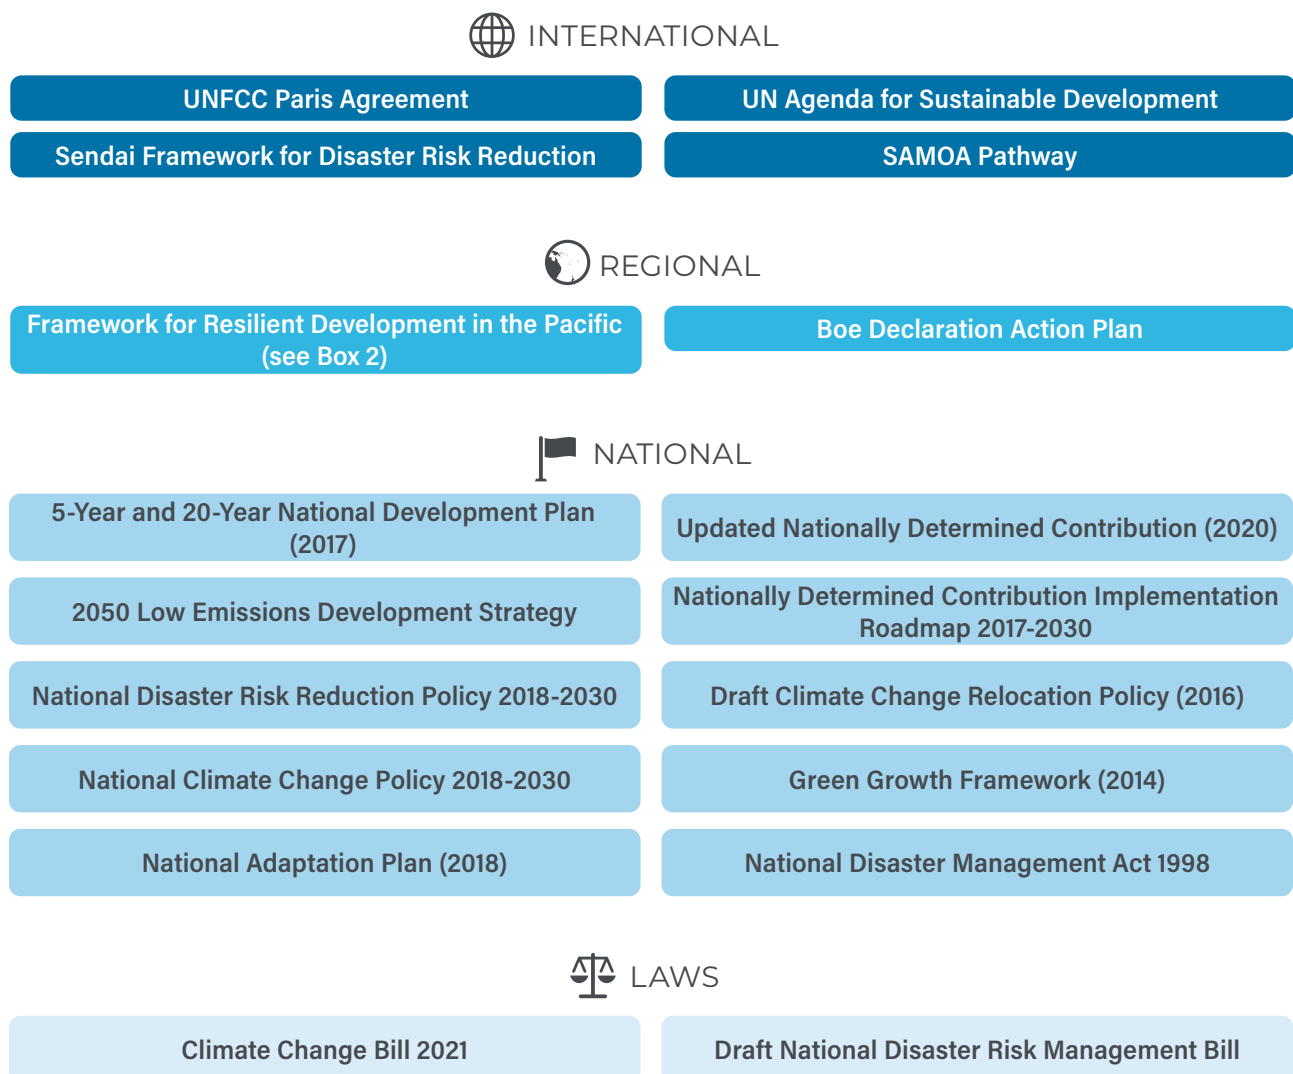 INTERNATIONAL
UNFCC Paris Agreement
UN Agenda for Sustainable Development
Sendai Framework for Disaster Risk Reduction
SAMOA Pathway
REGIONAL
Framework for Resilient Development in the Pacific
(see Box 2)
Boe Declaration Action Plan
NATIONAL
5-Year and 20-Year National Development Plan
(2017)
Updated Nationally Determined Contribution (2020)
2050 Low Emissions Development Strategy
Nationally Determined Contribution Implementation
Roadmap 2017-2030
National Disaster Risk Reduction Policy 2018-2030
Draft Climate Change Relocation Policy (2016)
National Climate Change Policy 2018-2030
Green Growth Framework (2014)
National Adaptation Plan (2018)
National Disaster Management Act 1998
LAWS
Climate Change Bill 2021
Draft National Disaster Risk Management Bill